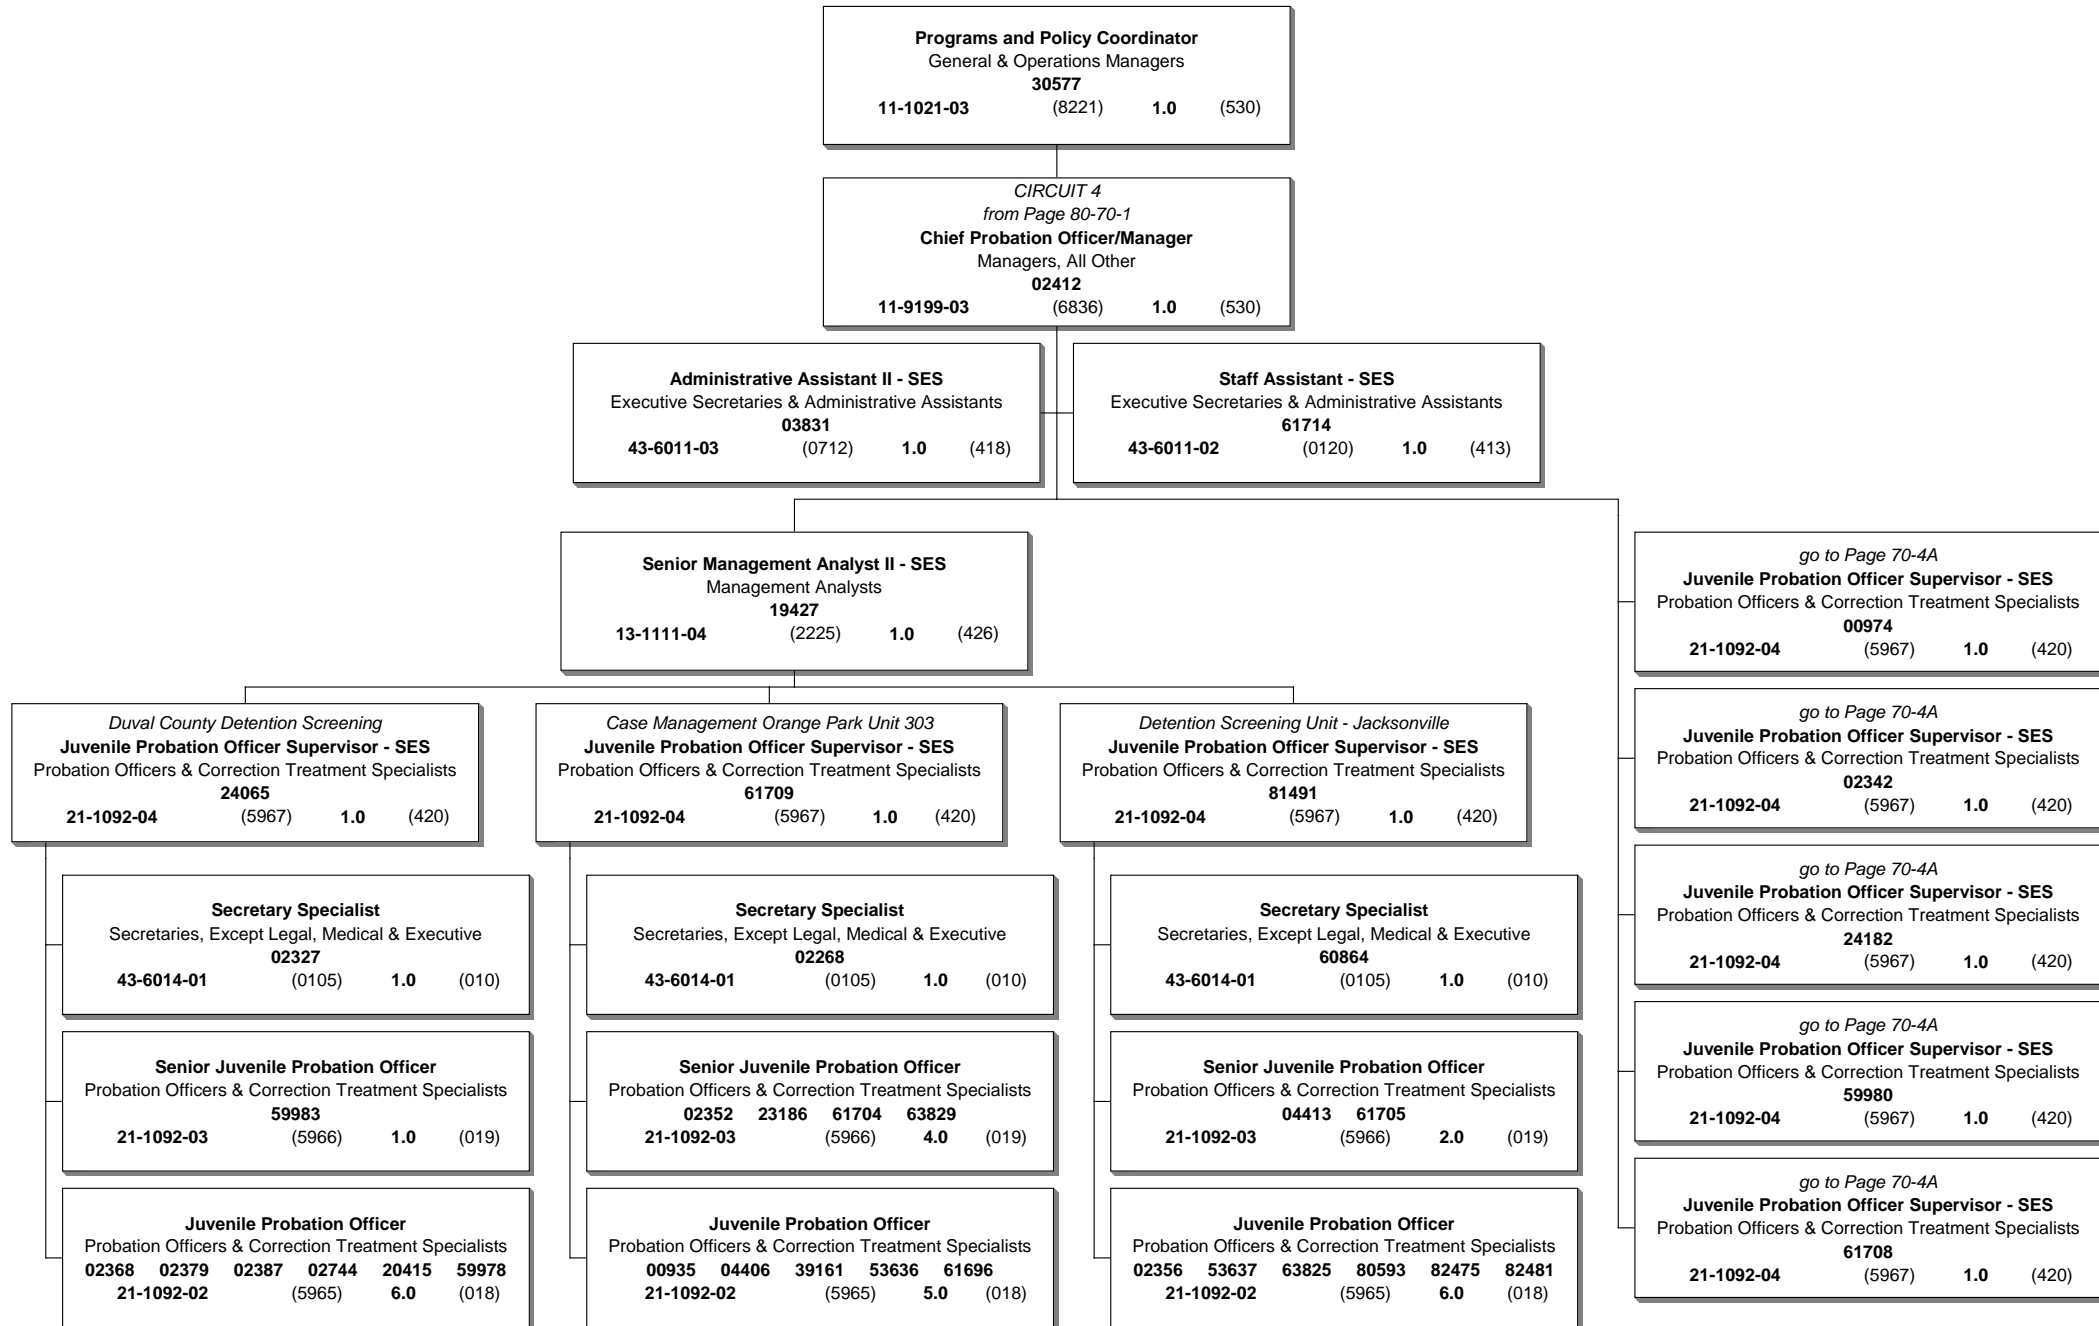 Programs and Policy Coordinator
General & Operations Managers
30577
11-1021-03 (8221) 1.0 (530)
CIRCUIT 4
from Page 80-70-1
Chief Probation Officer/Manager
Managers, All Other
02412
11-9199-03 (6836) 1.0 (530)
Administrative Assistant II - SES
Executive Secretaries & Administrative Assistants
03831
43-6011-03 (0712) 1.0 (418)
Staff Assistant - SES
Executive Secretaries & Administrative Assistants
61714
43-6011-02 (0120) 1.0 (413)
Senior Management Analyst II - SES
Management Analysts
19427
13-1111-04 (2225) 1.0 (426)
Duval County Detention Screening
Juvenile Probation Officer Supervisor - SES
Probation Officers & Correction Treatment Specialists
24065
21-1092-04 (5967) 1.0 (420)
Secretary Specialist
Secretaries, Except Legal, Medical & Executive
02327
43-6014-01 (0105) 1.0 (010)
Senior Juvenile Probation Officer
Probation Officers & Correction Treatment Specialists
59983
21-1092-03 (5966) 1.0 (019)
Juvenile Probation Officer
Probation Officers & Correction Treatment Specialists
02368 02379 02387 02744 20415 59978
21-1092-02 (5965) 6.0 (018)
Case Management Orange Park Unit 303
Juvenile Probation Officer Supervisor - SES
Probation Officers & Correction Treatment Specialists
61709
21-1092-04 (5967) 1.0 (420)
Secretary Specialist
Secretaries, Except Legal, Medical & Executive
02268
43-6014-01 (0105) 1.0 (010)
Senior Juvenile Probation Officer
Probation Officers & Correction Treatment Specialists
02352 23186 61704 63829
21-1092-03 (5966) 4.0 (019)
Juvenile Probation Officer
Probation Officers & Correction Treatment Specialists
00935 04406 39161 53636 61696
21-1092-02 (5965) 5.0 (018)
Detention Screening Unit - Jacksonville
Juvenile Probation Officer Supervisor - SES
Probation Officers & Correction Treatment Specialists
81491
21-1092-04 (5967) 1.0 (420)
Secretary Specialist
Secretaries, Except Legal, Medical & Executive
60864
43-6014-01 (0105) 1.0 (010)
Senior Juvenile Probation Officer
Probation Officers & Correction Treatment Specialists
04413 61705
21-1092-03 (5966) 2.0 (019)
Juvenile Probation Officer
Probation Officers & Correction Treatment Specialists
02356 53637 63825 80593 82475 82481
21-1092-02 (5965) 6.0 (018)
go to Page 70-4A
Juvenile Probation Officer Supervisor - SES
Probation Officers & Correction Treatment Specialists
00974
21-1092-04 (5967) 1.0 (420)
go to Page 70-4A
Juvenile Probation Officer Supervisor - SES
Probation Officers & Correction Treatment Specialists
02342
21-1092-04 (5967) 1.0 (420)
go to Page 70-4A
Juvenile Probation Officer Supervisor - SES
Probation Officers & Correction Treatment Specialists
24182
21-1092-04 (5967) 1.0 (420)
go to Page 70-4A
Juvenile Probation Officer Supervisor - SES
Probation Officers & Correction Treatment Specialists
59980
21-1092-04 (5967) 1.0 (420)
go to Page 70-4A
Juvenile Probation Officer Supervisor - SES
Probation Officers & Correction Treatment Specialists
61708
21-1092-04 (5967) 1.0 (420)